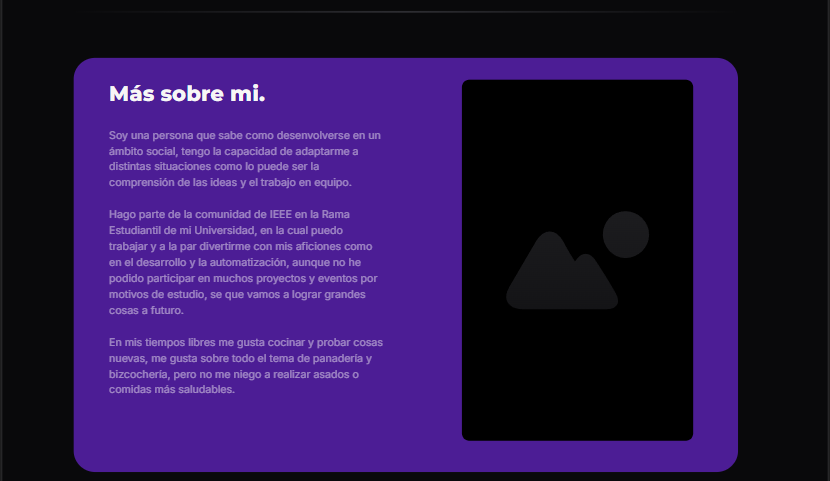 Más sobre mi.
Soy una persona que sabe como desenvolverse en un
ámbito social, tengo la capacidad de adaptarme a
distintas situaciones como lo puede ser la
comprensión de las ideas y el trabajo en equipo.
Hago parte de la comunidad de IEEE en la Rama
Estudiantil de mi Universidad, en la cual puedo
trabajar y a la par divertirme con mis aficiones como
en el desarrollo y la automatización, aunque no he
podido participar en muchos proyectos y eventos por
motivos de estudio, se que vamos a lograr grandes
cosas a futuro.
En mis tiempos libres me gusta cocinar y probar cosas
nuevas, me gusta sobre todo el tema de panadería y
bizcochería, pero no me niego a realizar asados o
comidas más saludables.